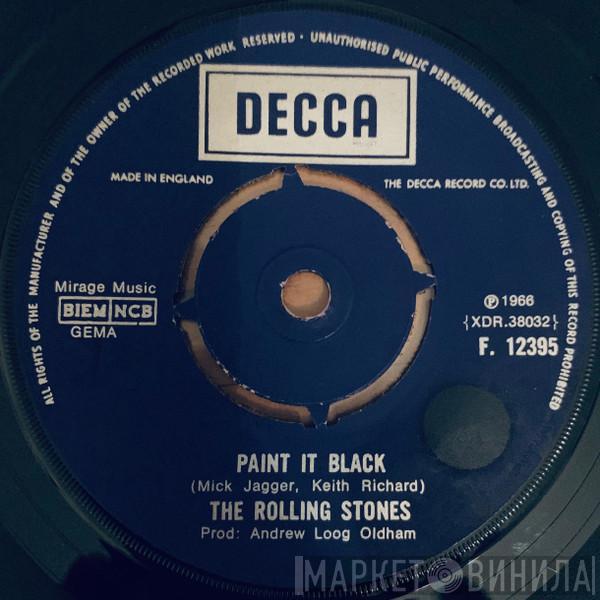 ALL RIGHTS OF THE MANUFACTURER AND OF THE OWNER OF THE RECORDED WORK RESERVED · UNAUTHORISED PUBLIC PERFORMANCE BROADCASTING AND COPYING OF THIS RECORD PROHIBITED
DECCA
MADE IN ENGLAND
THE DECCA RECORD CO. LTD.
Mirage Music
BIEM NCB
GEMA
℗ 1966
{XDR.38032}
F. 12395
PAINT IT BLACK
(Mick Jagger, Keith Richard)
THE ROLLING STONES
Prod: Andrew Loog Oldham
МАРКЕТ ВИНИЛА